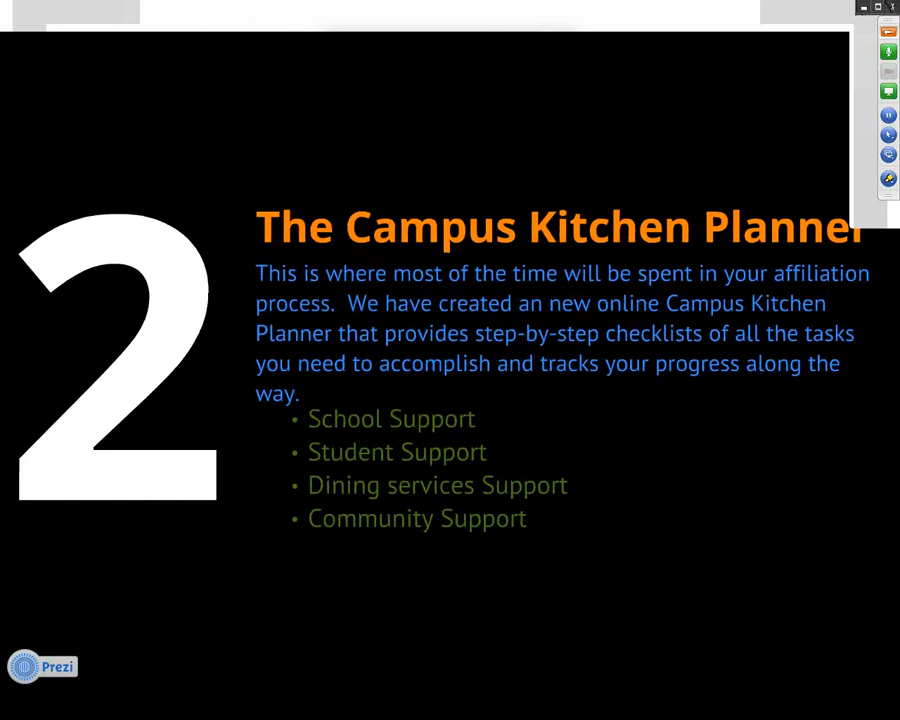 2
The Campus Kitchen Planner
This is where most of the time will be spent in your affiliation
process.  We have created an new online Campus Kitchen
Planner that provides step-by-step checklists of all the tasks
you need to accomplish and tracks your progress along the
way.
• School Support
• Student Support
• Dining services Support
• Community Support
Prezi